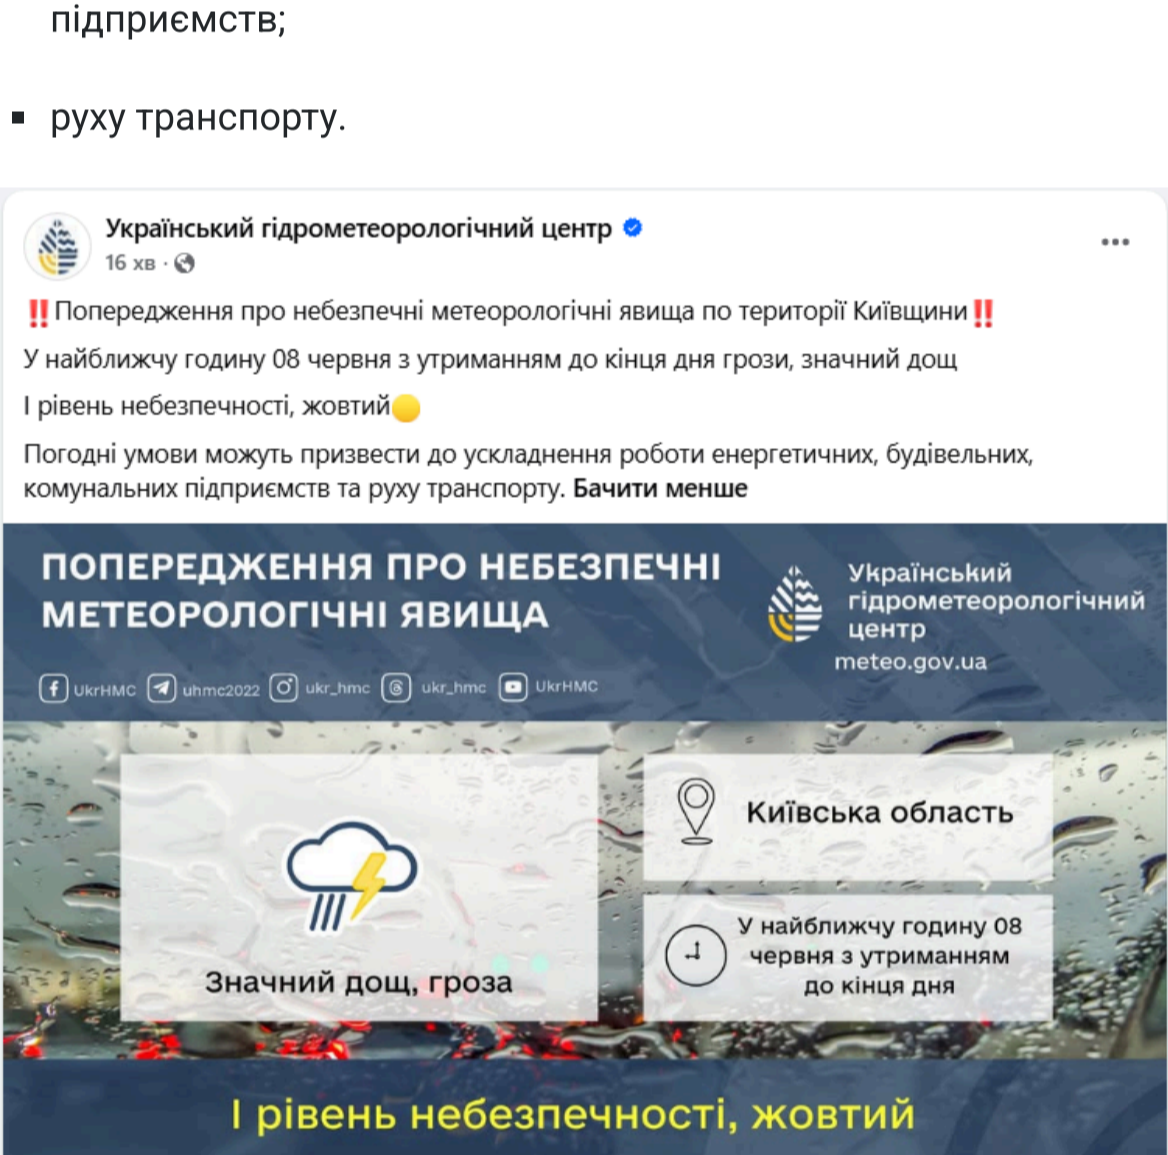 підприємств;
▪ руху транспорту.
Український гідрометеорологічний центр
16 хв ·
‼️Попередження про небезпечні метеорологічні явища по території Київщини‼️
У найближчу годину 08 червня з утриманням до кінця дня грози, значний дощ
І рівень небезпечності, жовтий🟡
Погодні умови можуть призвести до ускладнення роботи енергетичних, будівельних,
комунальних підприємств та руху транспорту. Бачити менше
ПОПЕРЕДЖЕННЯ ПРО НЕБЕЗПЕЧНІ
МЕТЕОРОЛОГІЧНІ ЯВИЩА
Український
гідрометеорологічний
центр
meteo.gov.ua
UkrHMC uhmc2022 ukr_hmc ukr_hmc UkrHMC
Київська область
У найближчу годину 08
червня з утриманням
до кінця дня
Значний дощ, гроза
І рівень небезпечності, жовтий